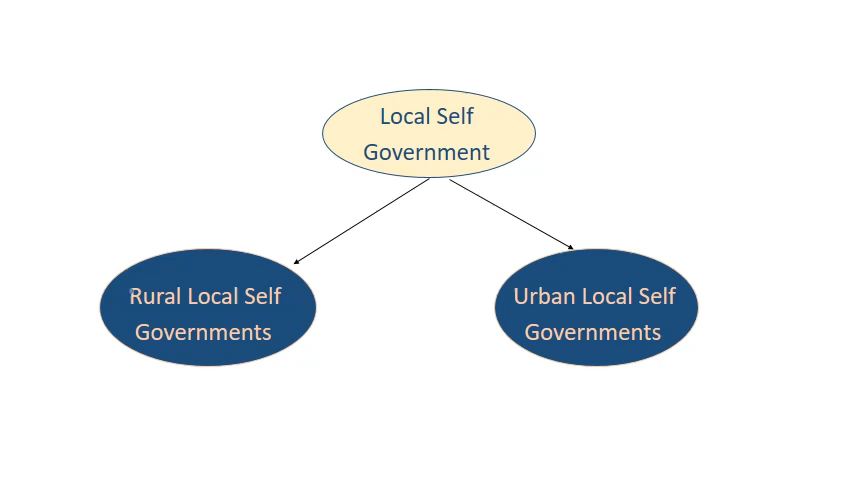 Local Self
Government
Rural Local Self
Governments
Urban Local Self
Governments